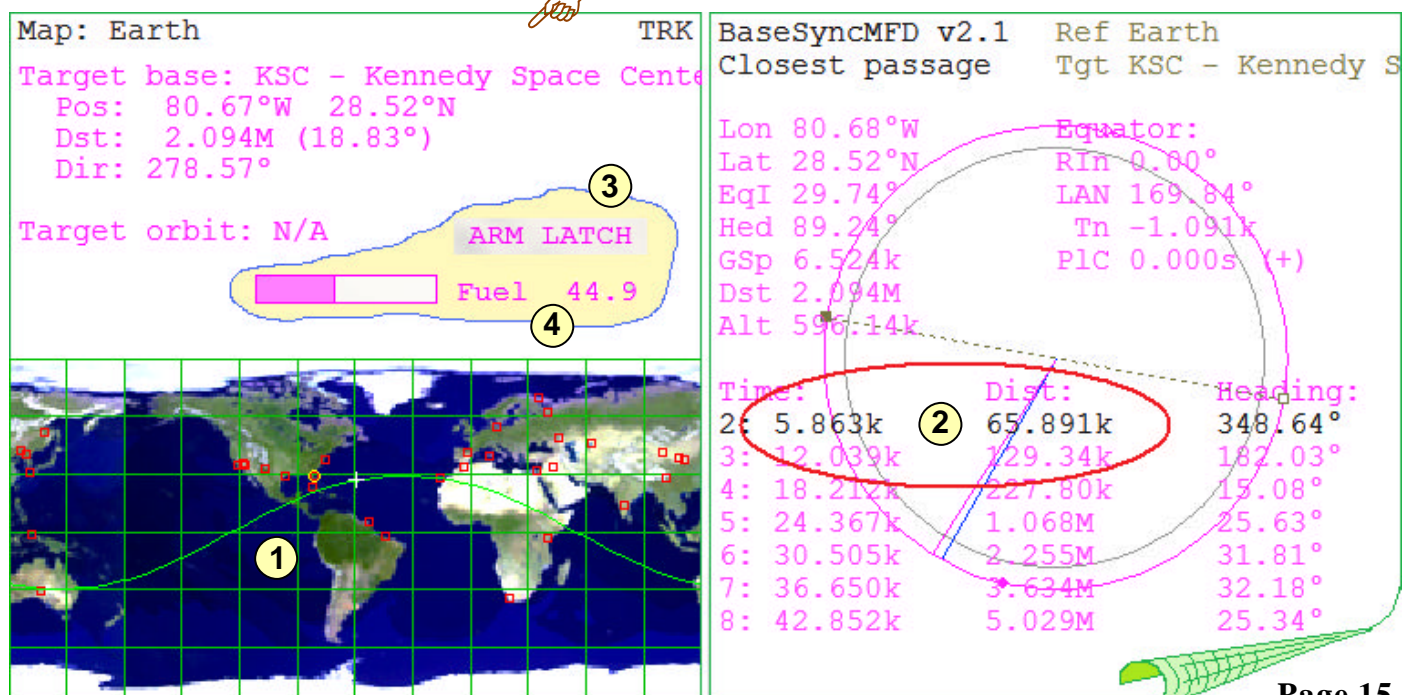 Map: Earth TRK
Target base: KSC - Kennedy Space Cente
Pos: 80.67°W 28.52°N
Dst: 2.094M (18.83°)
Dir: 278.57°
3
Target orbit: N/A
ARM LATCH
Fuel 44.9
4
1
BaseSyncMFD v2.1 Ref Earth
Closest passage Tgt KSC - Kennedy S
Lon 80.68°W Equator:
Lat 28.52°N RIn 0.00°
EqI 29.74° LAN 169.84°
Hed 89.24° Tn -1.091k
GSp 6.524k PlC 0.000s (+)
Dst 2.094M
Alt 596.14k
Time: Dist: Heading:
2: 5.863k 2 65.891k 348.64°
3: 12.039k 129.34k 182.03°
4: 18.212k 227.80k 15.08°
5: 24.367k 1.068M 25.63°
6: 30.505k 2.255M 31.81°
7: 36.650k 3.634M 32.18°
8: 42.852k 5.029M 25.34°
Page 15